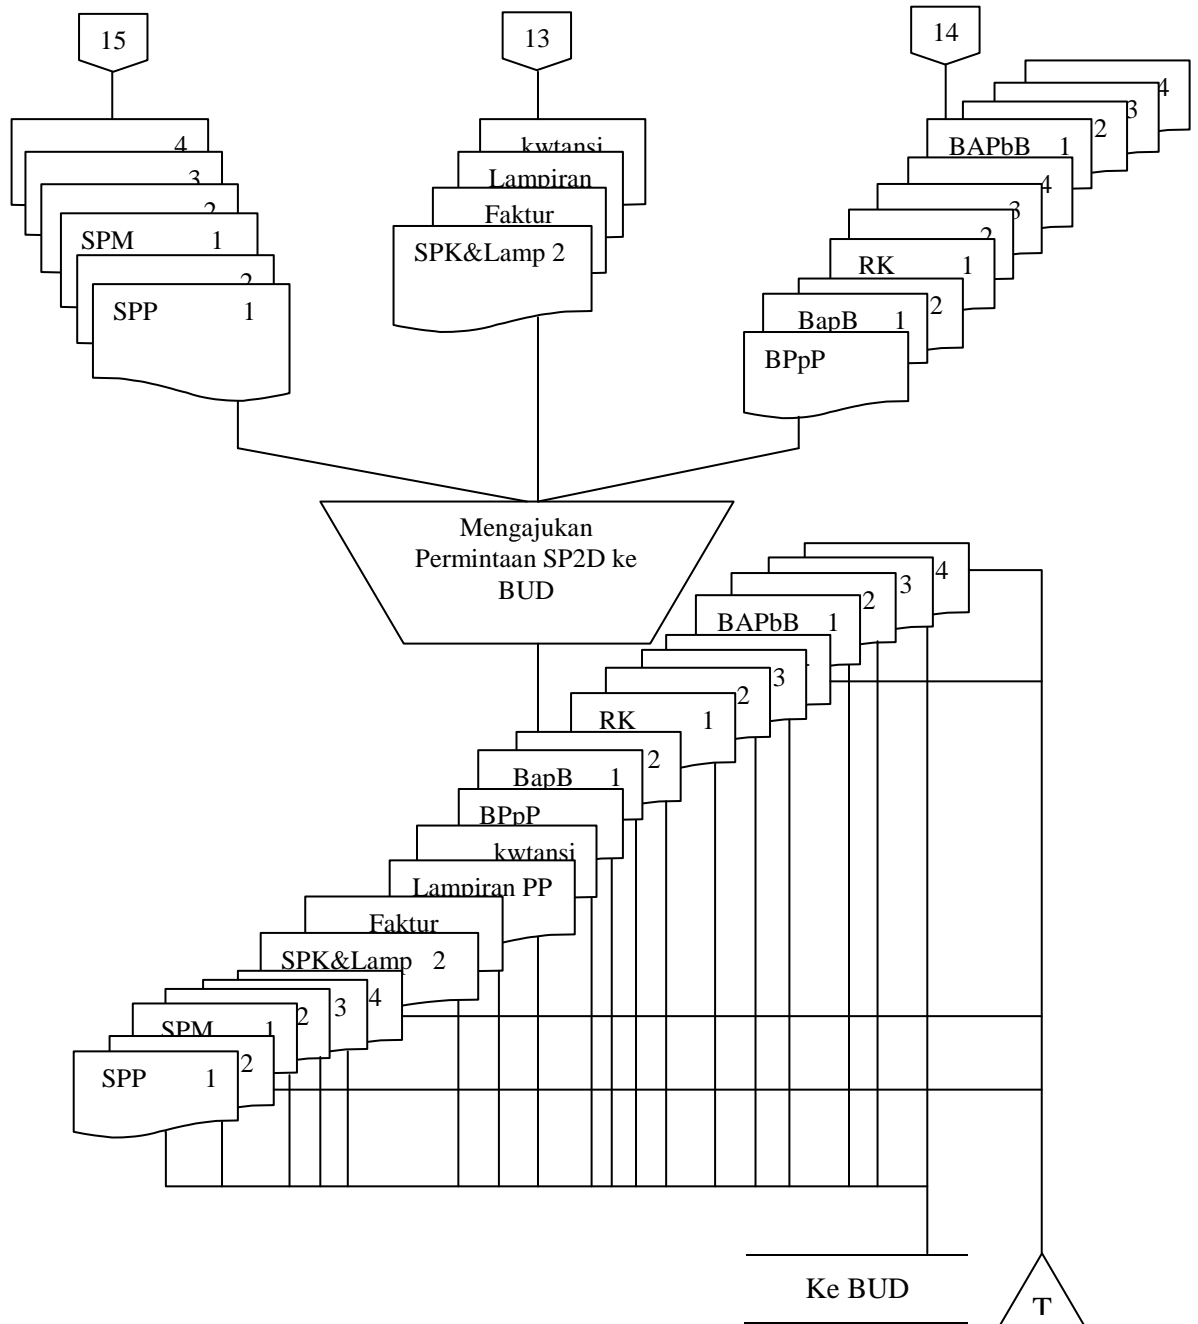 15
13
14
4
3
2
SPM 1
2
SPP 1
kwtansi
Lampiran
Faktur
SPK&Lamp 2
4
3
2
BAPbB 1
4
3
2
RK 1
2
BapB 1
BPpP
Mengajukan
Permintaan SP2D ke
BUD
4
3
2
BAPbB 1
3
2
RK 1
2
BapB 1
BPpP
kwtansi
Lampiran PP
Faktur
SPK&Lamp 2
4
3
2
SPM 1
2
SPP 1
Ke BUD
T